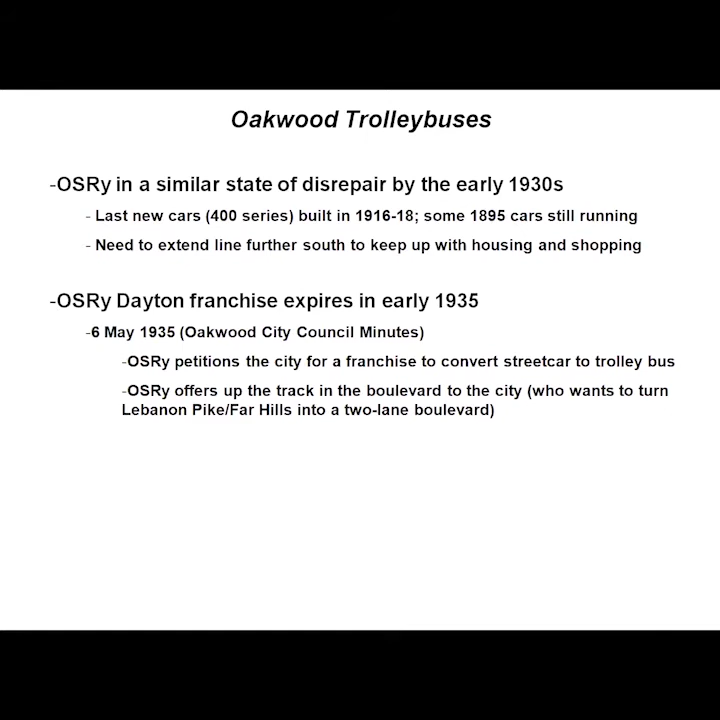 Oakwood Trolleybuses
-OSRy in a similar state of disrepair by the early 1930s
- Last new cars (400 series) built in 1916-18; some 1895 cars still running
- Need to extend line further south to keep up with housing and shopping
-OSRy Dayton franchise expires in early 1935
-6 May 1935 (Oakwood City Council Minutes)
-OSRy petitions the city for a franchise to convert streetcar to trolley bus
-OSRy offers up the track in the boulevard to the city (who wants to turn
Lebanon Pike/Far Hills into a two-lane boulevard)